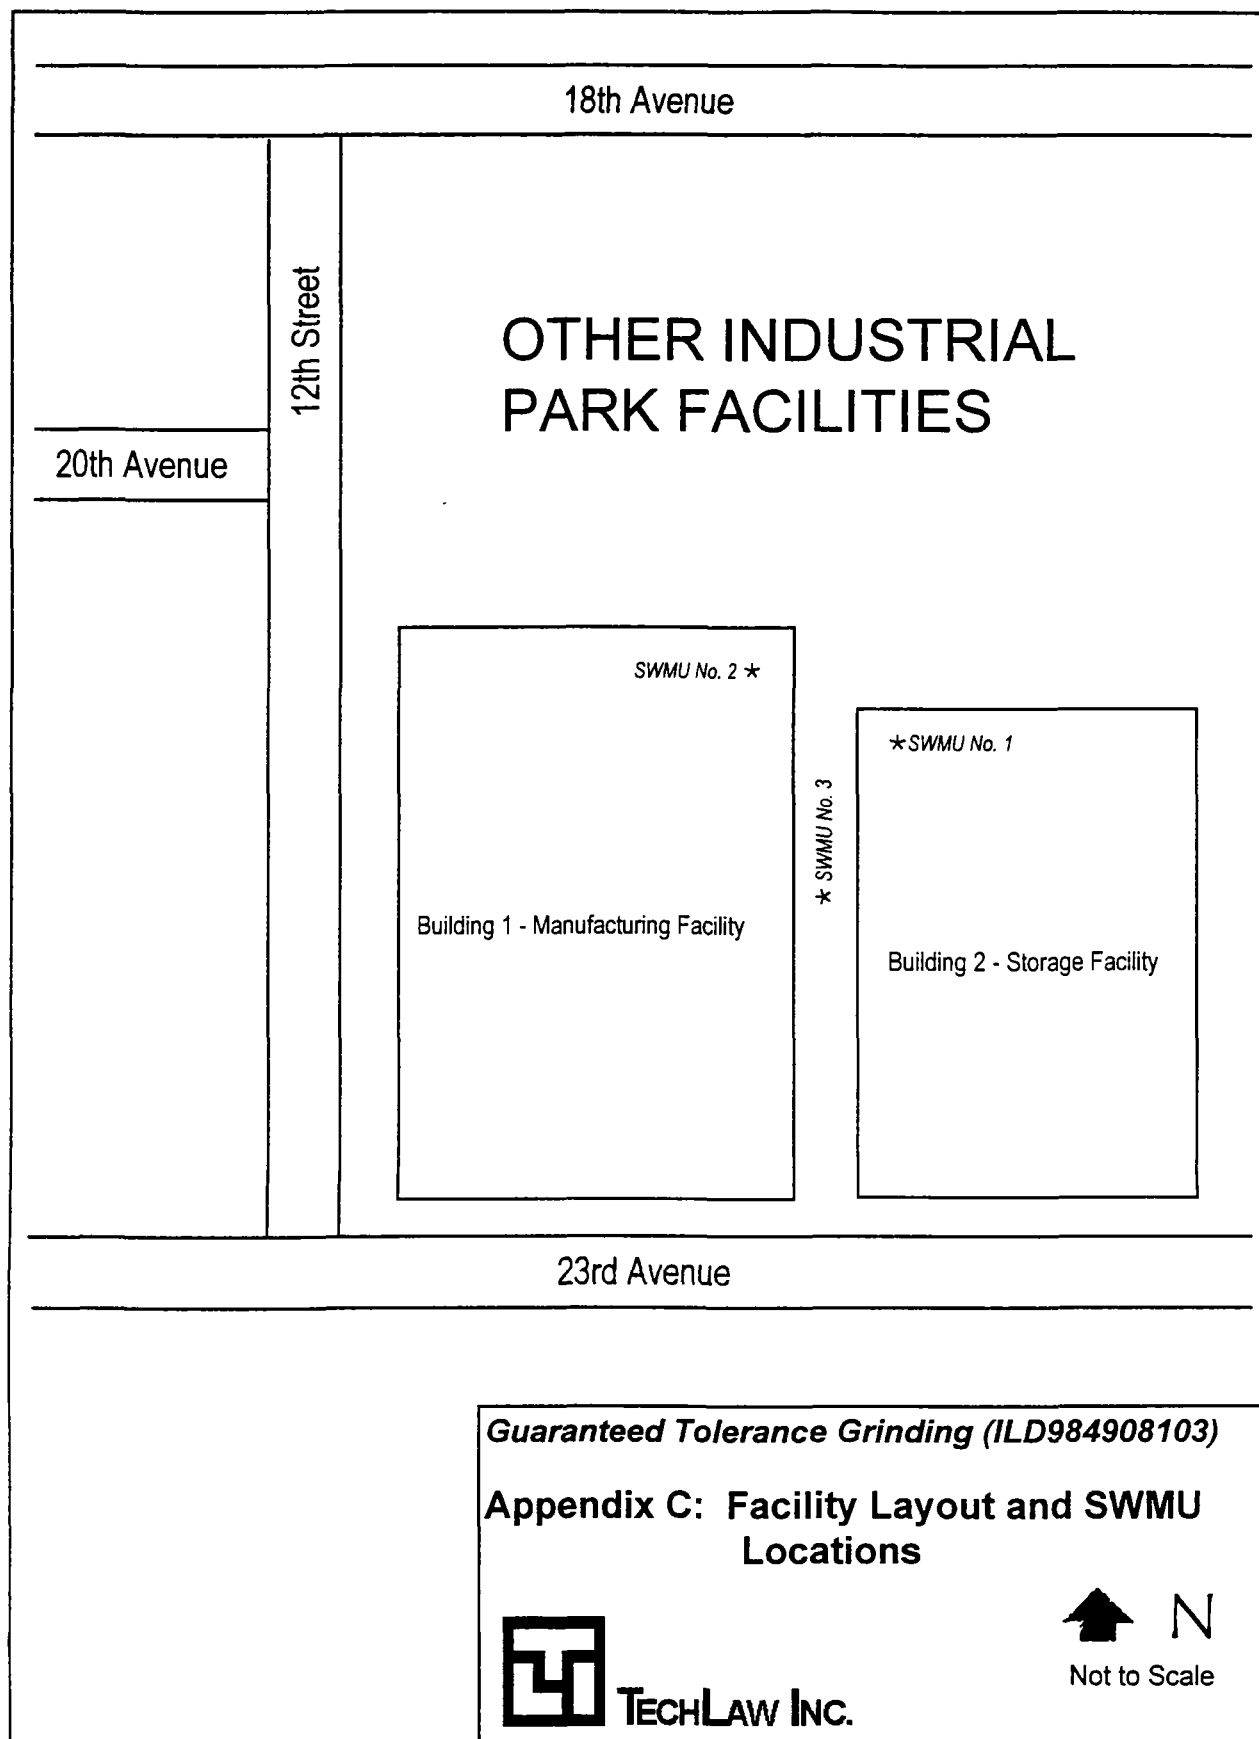 18th Avenue
12th Street
OTHER INDUSTRIAL
PARK FACILITIES
20th Avenue
SWMU No. 2 *
*SWMU No. 1
* SWMU No. 3
Building 1 - Manufacturing Facility
Building 2 - Storage Facility
23rd Avenue
Guaranteed Tolerance Grinding (ILD984908103)
Appendix C: Facility Layout and SWMU
Locations
N
Not to Scale
TECHLAW INC.